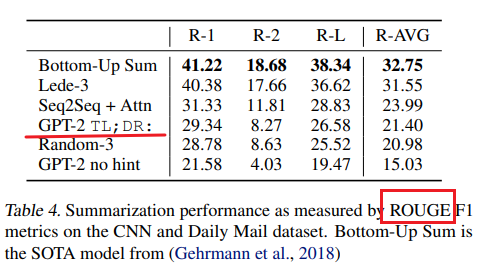 R-1 R-2 R-L R-AVG
Bottom-Up Sum 41.22 18.68 38.34 32.75
Lede-3 40.38 17.66 36.62 31.55
Seq2Seq + Attn 31.33 11.81 28.83 23.99
GPT-2 TL;DR: 29.34 8.27 26.58 21.40
Random-3 28.78 8.63 25.52 20.98
GPT-2 no hint 21.58 4.03 19.47 15.03
Table 4. Summarization performance as measured by ROUGE F1
metrics on the CNN and Daily Mail dataset. Bottom-Up Sum is
the SOTA model from (Gehrmann et al., 2018)